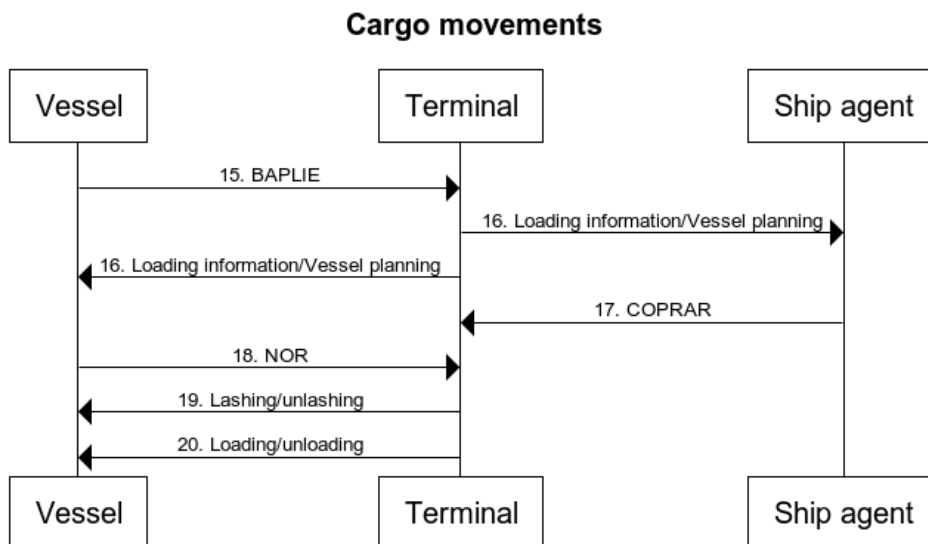 Cargo movements
Vessel
Terminal
Ship agent
15. BAPLIE
16. Loading information/Vessel planning
16. Loading information/Vessel planning
17. COPRAR
18. NOR
19. Lashing/unlashing
20. Loading/unloading
Vessel
Terminal
Ship agent